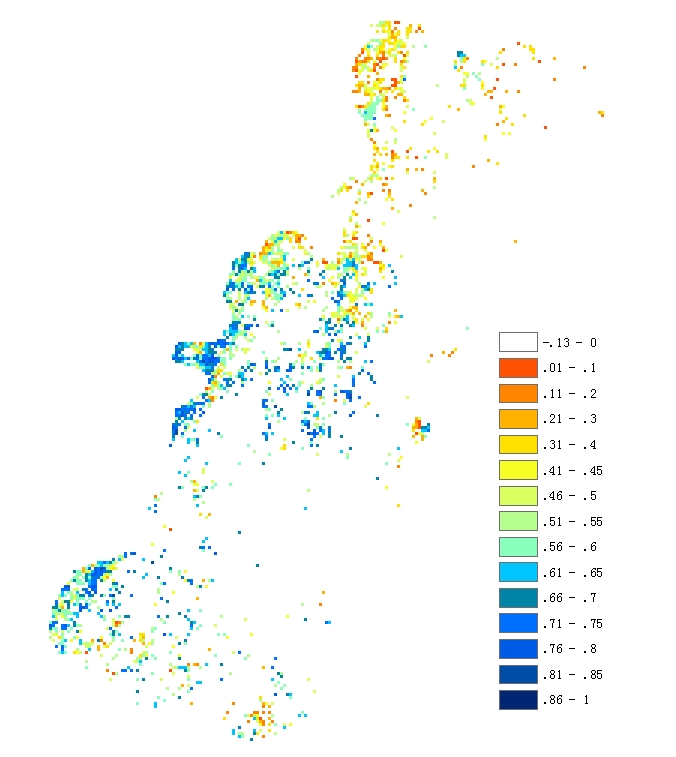 -.13 - 0
.01 - .1
.11 - .2
.21 - .3
.31 - .4
.41 - .45
.46 - .5
.51 - .55
.56 - .6
.61 - .65
.66 - .7
.71 - .75
.76 - .8
.81 - .85
.86 - 1